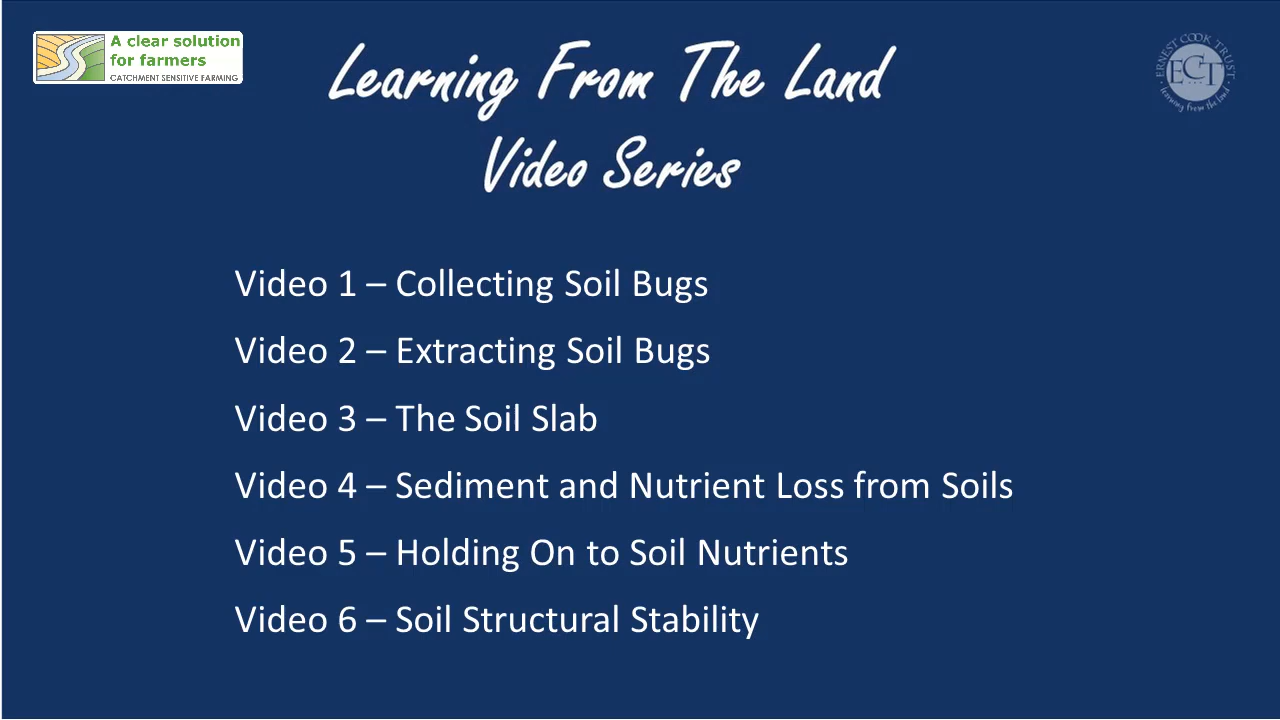 A clear solution
for farmers
CATCHMENT SENSITIVE FARMING
Learning From The Land
Video Series
ERNEST COOK TRUST
ECT
learning from the land
Video 1 – Collecting Soil Bugs
Video 2 – Extracting Soil Bugs
Video 3 – The Soil Slab
Video 4 – Sediment and Nutrient Loss from Soils
Video 5 – Holding On to Soil Nutrients
Video 6 – Soil Structural Stability